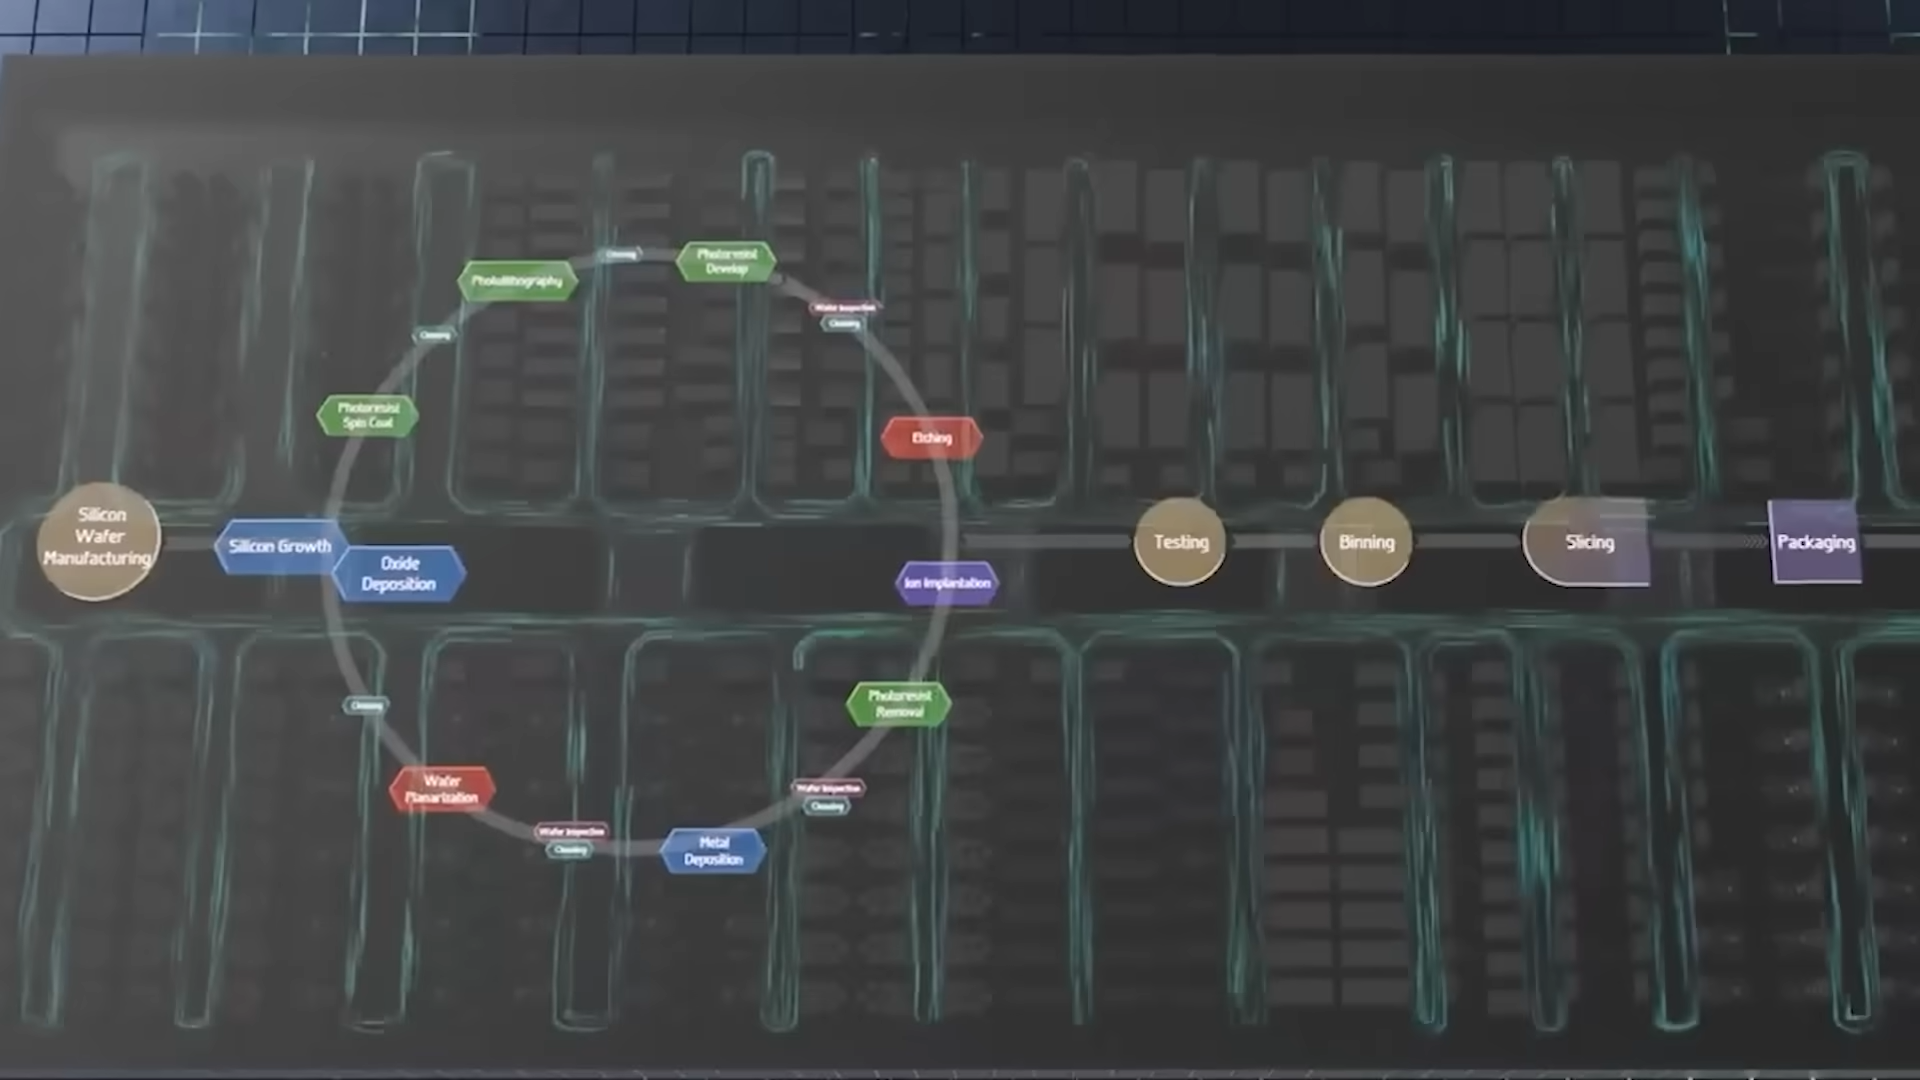 Cleaning
Photoresist
Develop
Photolithography
Wafer Inspection
Cleaning
Cleaning
Photoresist
Spin Coat
Etching
Silicon
Wafer
Manufacturing
Silicon Growth
Oxide
Deposition
Ion Implantation
Testing
Binning
Slicing
Packaging
Photoresist
Removal
Cleaning
Wafer
Planarization
Wafer Inspection
Cleaning
Wafer Inspection
Cleaning
Metal
Deposition